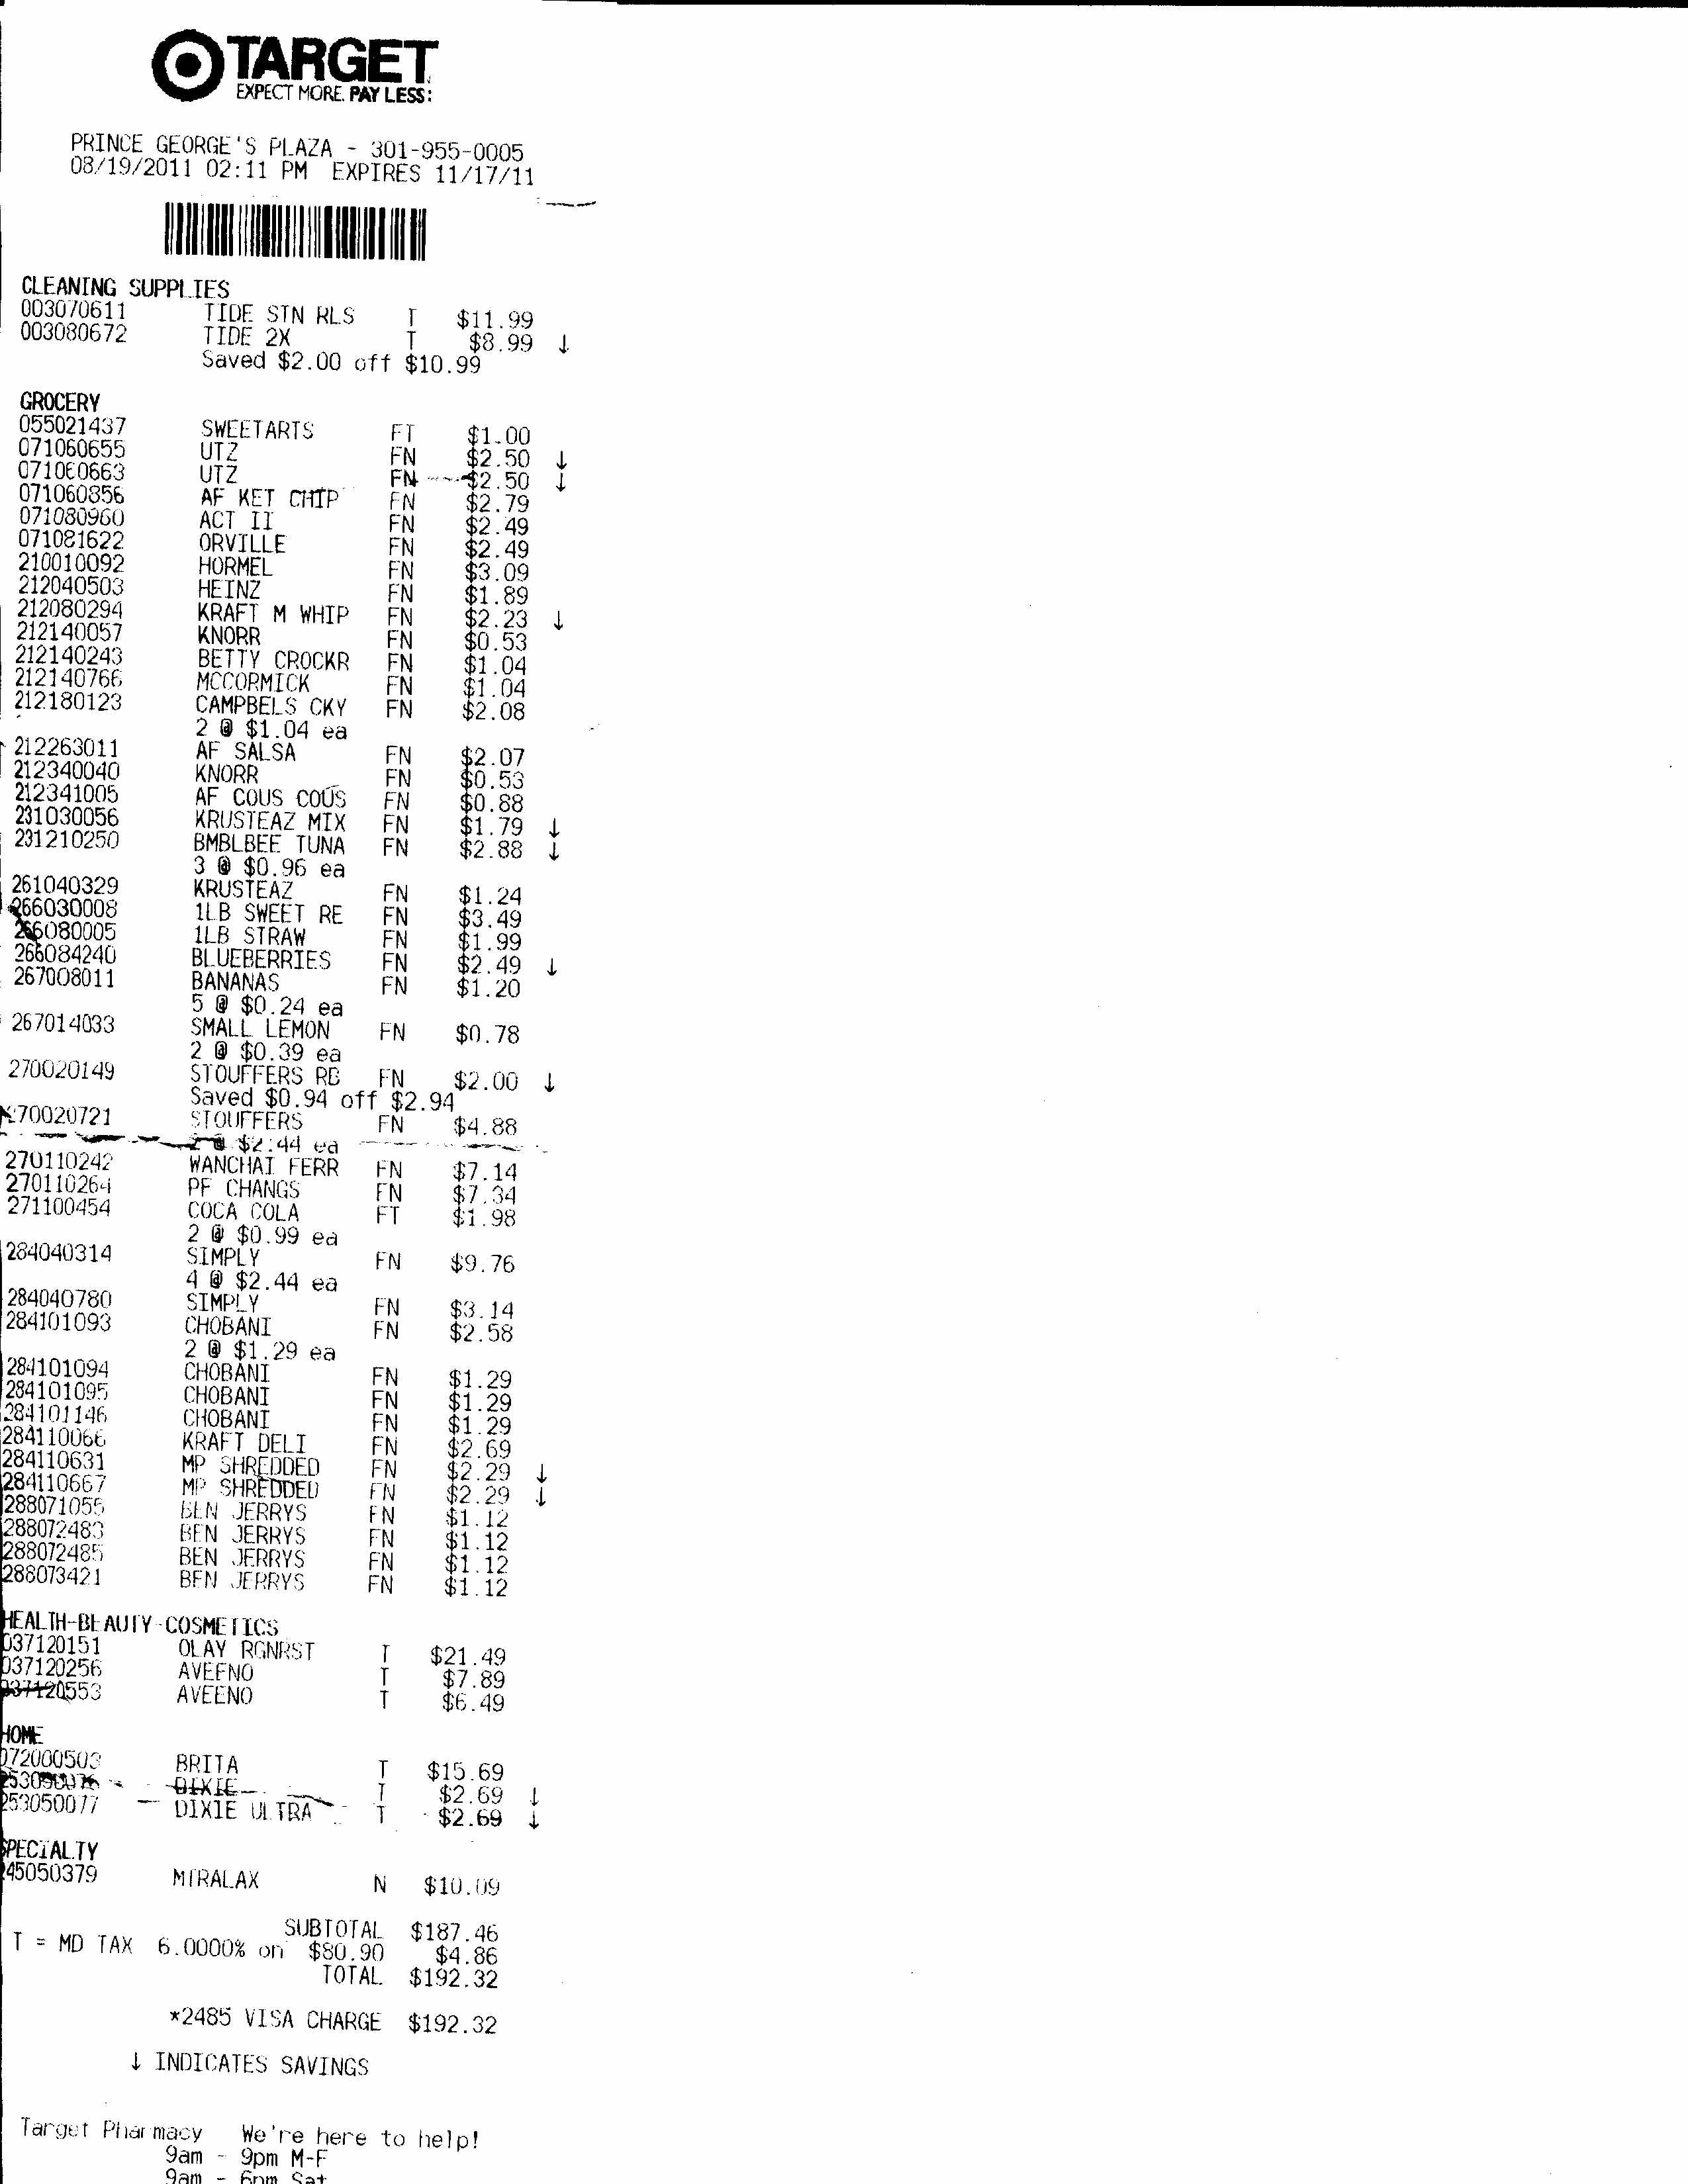 TARGET
EXPECT MORE. PAY LESS.
PRINCE GEORGE'S PLAZA - 301-955-0005
08/19/2011 02:11 PM EXPIRES 11/17/11
CLEANING SUPPLIES
003070611 TIDE STN RLS T $11.99
003080672 TIDE 2X T $8.99 ↓
Saved $2.00 off $10.99
GROCERY
055021437 SWEETARTS FT $1.00
071060655 UTZ FN $2.50 ↓
071060663 UTZ FN $2.50 ↓
071060856 AF KET CHIP FN $2.79
071080960 ACT II FN $2.49
071081622 ORVILLE FN $2.49
210010092 HORMEL FN $3.09
212040503 HEINZ FN $1.89
212080294 KRAFT M WHIP FN $2.23 ↓
212140057 KNORR FN $0.53
212140243 BETTY CROCKR FN $1.04
212140766 MCCORMICK FN $1.04
212180123 CAMPBELS CKY FN $2.08
2 @ $1.04 ea
212263011 AF SALSA FN $2.07
212340040 KNORR FN $0.53
212341005 AF COUS COUS FN $0.88
231030056 KRUSTEAZ MIX FN $1.79 ↓
231210250 BMBLBEE TUNA FN $2.88 ↓
3 @ $0.96 ea
261040329 KRUSTEAZ FN $1.24
266030008 1LB SWEET RE FN $3.49
266080005 1LB STRAW FN $1.99
266084240 BLUEBERRIES FN $2.49 ↓
267008011 BANANAS FN $1.20
5 @ $0.24 ea
267014033 SMALL LEMON FN $0.78
2 @ $0.39 ea
270020149 STOUFFERS RB FN $2.00 ↓
Saved $0.94 off $2.94
270020721 STOUFFERS FN $4.88
2 @ $2.44 ea
270110242 WANCHAI FERR FN $7.14
270110264 PF CHANGS FN $7.34
271100454 COCA COLA FT $1.98
2 @ $0.99 ea
284040314 SIMPLY FN $9.76
4 @ $2.44 ea
284040780 SIMPLY FN $3.14
284101093 CHOBANI FN $2.58
2 @ $1.29 ea
284101094 CHOBANI FN $1.29
284101095 CHOBANI FN $1.29
284101146 CHOBANI FN $1.29
284110066 KRAFT DELI FN $2.69
284110631 MP SHREDDED FN $2.29 ↓
284110667 MP SHREDDED FN $2.29 ↓
288071055 BEN JERRYS FN $1.12
288072483 BEN JERRYS FN $1.12
288072485 BEN JERRYS FN $1.12
288073421 BEN JERRYS FN $1.12
HEALTH-BEAUTY-COSMETICS
037120151 OLAY RGNRST T $21.49
037120256 AVEENO T $7.89
037120553 AVEENO T $6.49
HOME
072000503 BRITA T $15.69
DIXIE T $2.69 ↓
253050077 DIXIE ULTRA T $2.69 ↓
SPECIALTY
245050379 MIRALAX N $10.09
SUBTOTAL $187.46
T = MD TAX 6.0000% on $80.90 $4.86
TOTAL $192.32
*2485 VISA CHARGE $192.32
↓ INDICATES SAVINGS
Target Pharmacy We're here to help!
9am - 9pm M-F
9am - 6pm Sat